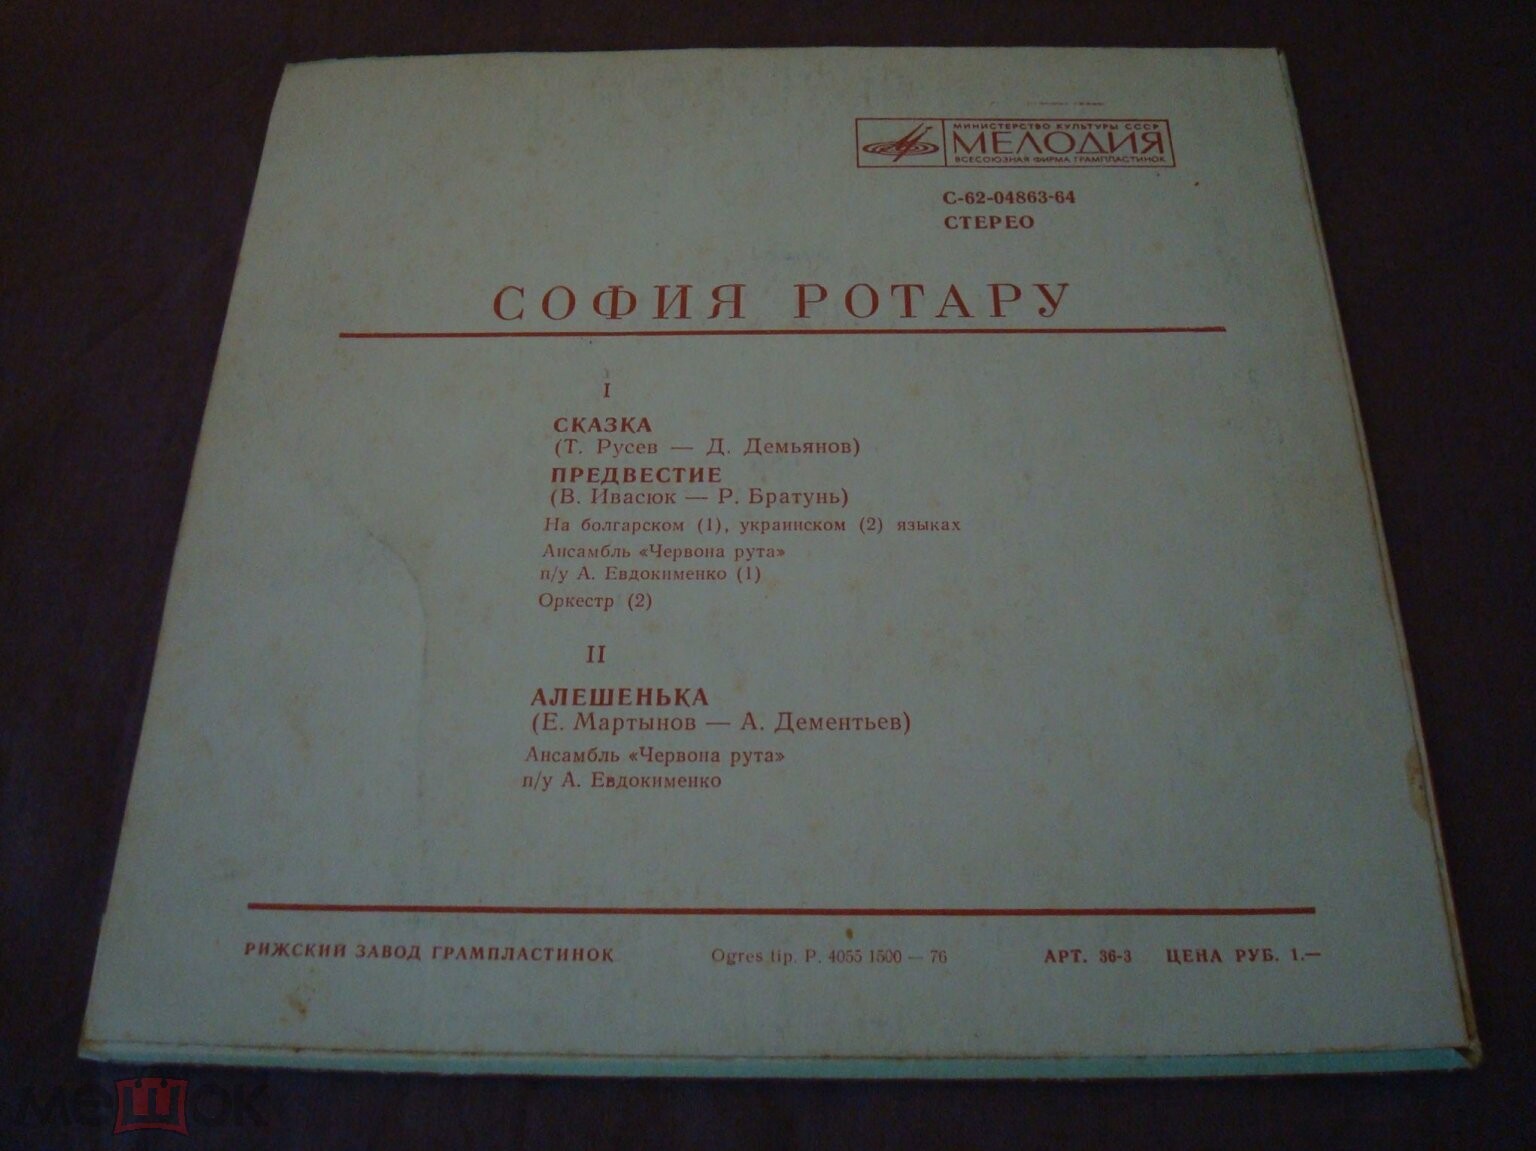 МИНИСТЕРСТВО КУЛЬТУРЫ СССР
МЕЛОДИЯ
ВСЕСОЮЗНАЯ ФИРМА ГРАМПЛАСТИНОК
С-62-04863-64
СТЕРЕО
СОФИЯ РОТАРУ
I
СКАЗКА
(Т. Русев — Д. Демьянов)
ПРЕДВЕСТИЕ
(В. Ивасюк — Р. Братунь)
На болгарском (1), украинском (2) языках
Ансамбль «Червона рута»
п/у А. Евдокименко (1)
Оркестр (2)
II
АЛЕШЕНЬКА
(Е. Мартынов — А. Дементьев)
Ансамбль «Червона рута»
п/у А. Евдокименко
РИЖСКИЙ ЗАВОД ГРАМПЛАСТИНОК Ogres tip. P. 4055 1500 — 76 АРТ. 36-3 ЦЕНА РУБ. 1.—
мешок